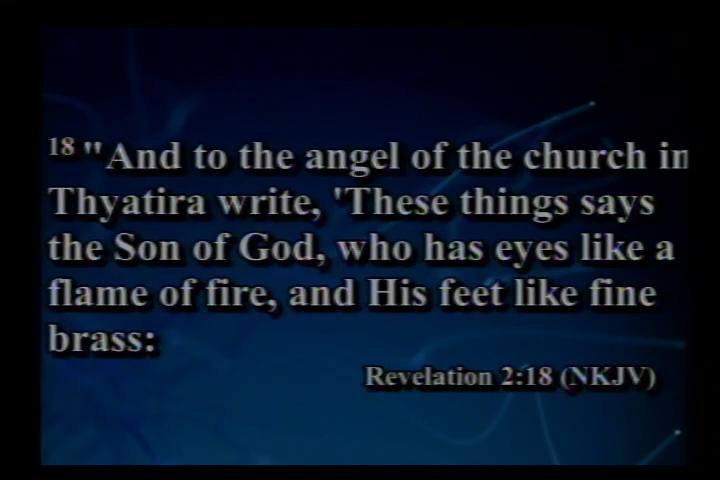 18 "And to the angel of the church in
Thyatira write, 'These things says
the Son of God, who has eyes like a
flame of fire, and His feet like fine
brass:
Revelation 2:18 (NKJV)